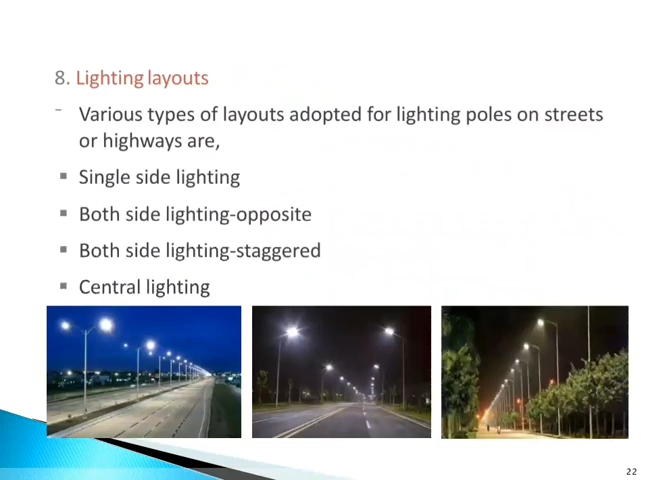 8. Lighting layouts
– Various types of layouts adopted for lighting poles on streets
or highways are,
▪ Single side lighting
▪ Both side lighting-opposite
▪ Both side lighting-staggered
▪ Central lighting
22